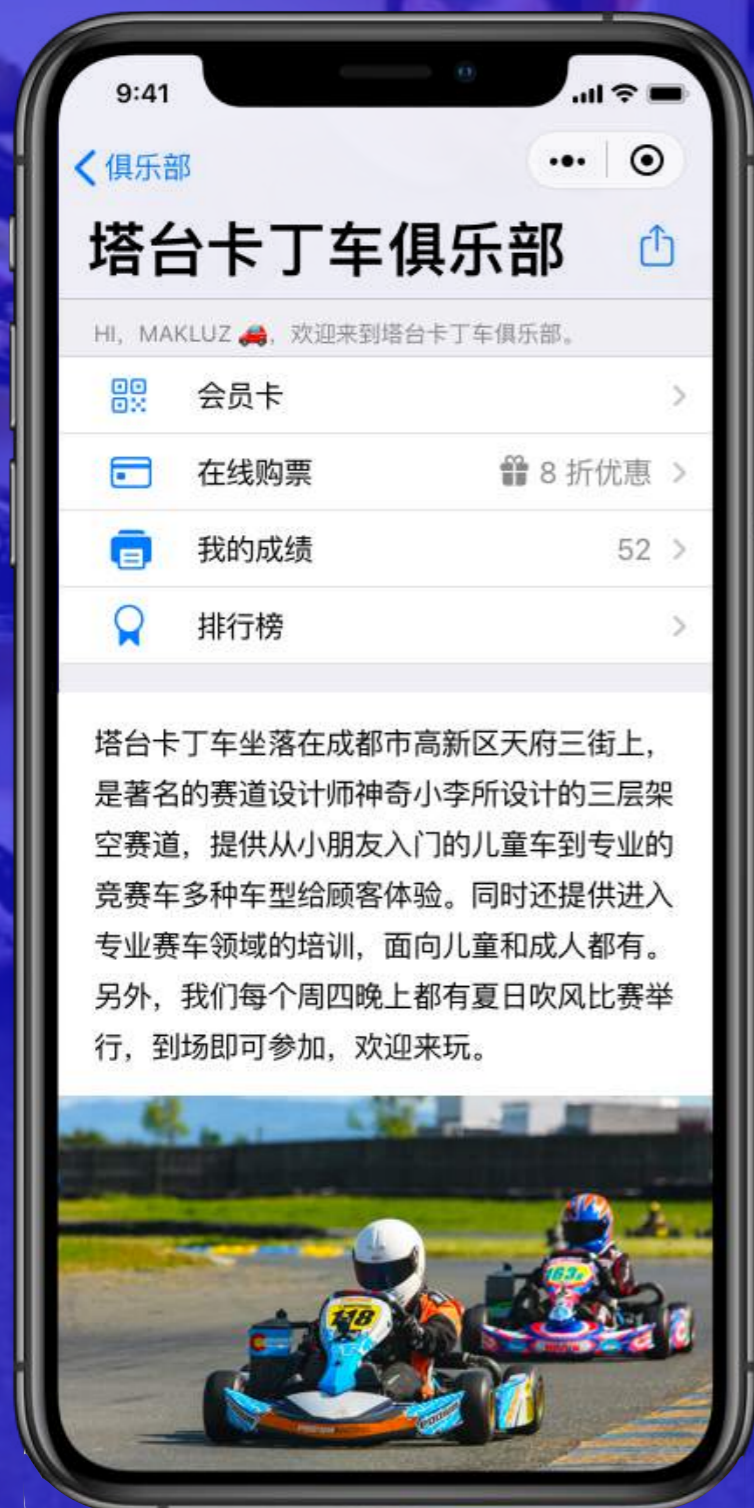 9:41
俱乐部
塔台卡丁车俱乐部
HI，MAKLUZ 🚗，欢迎来到塔台卡丁车俱乐部。
会员卡
在线购票 8 折优惠
我的成绩 52
排行榜
塔台卡丁车坐落在成都市高新区天府三街上，
是著名的赛道设计师神奇小李所设计的三层架
空赛道，提供从小朋友入门的儿童车到专业的
竞赛车多种车型给顾客体验。同时还提供进入
专业赛车领域的培训，面向儿童和成人都有。
另外，我们每个周四晚上都有夏日吹风比赛举
行，到场即可参加，欢迎来玩。
118
163